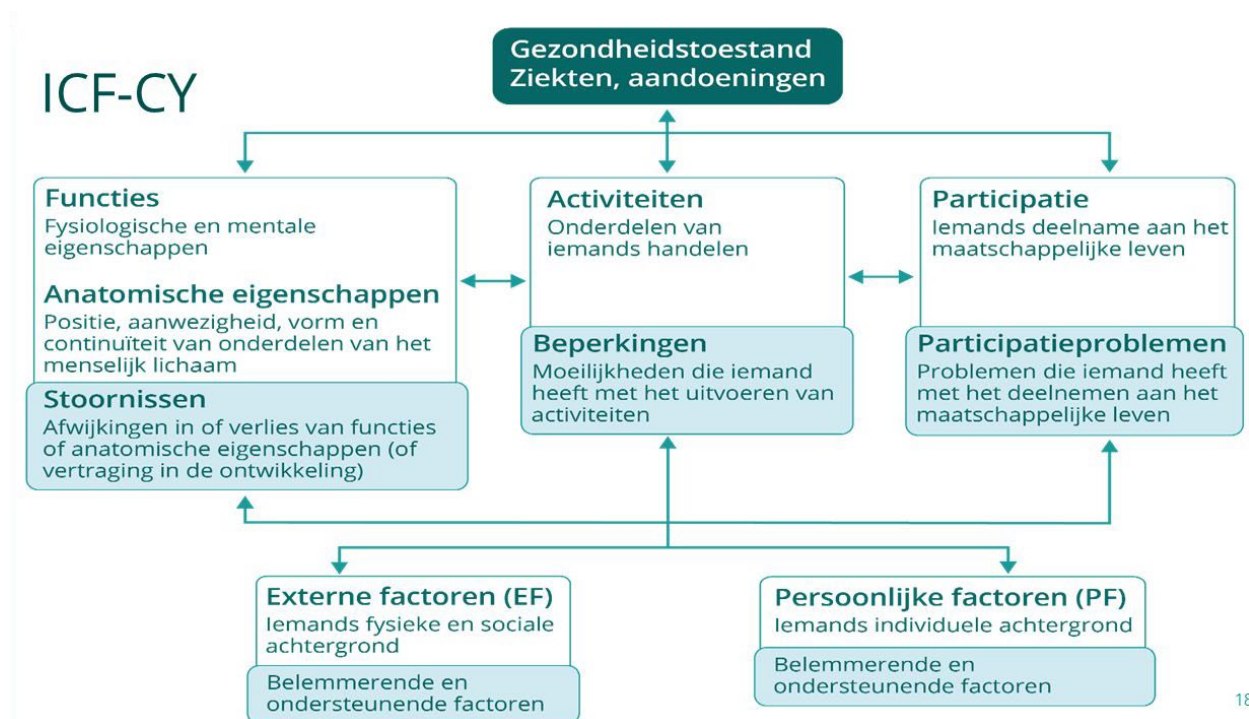 ICF-CY
Gezondheidstoestand
Ziekten, aandoeningen
Functies
Fysiologische en mentale
eigenschappen
Anatomische eigenschappen
Positie, aanwezigheid, vorm en
continuïteit van onderdelen van het
menselijk lichaam
Stoornissen
Afwijkingen in of verlies van functies
of anatomische eigenschappen (of
vertraging in de ontwikkeling)
Activiteiten
Onderdelen van
iemands handelen
Beperkingen
Moeilijkheden die iemand
heeft met het uitvoeren van
activiteiten
Participatie
Iemands deelname aan het
maatschappelijke leven
Participatieproblemen
Problemen die iemand heeft
met het deelnemen aan het
maatschappelijke leven
Externe factoren (EF)
Iemands fysieke en sociale
achtergrond
Belemmerende en
ondersteunende factoren
Persoonlijke factoren (PF)
Iemands individuele achtergrond
Belemmerende en
ondersteunende factoren
18